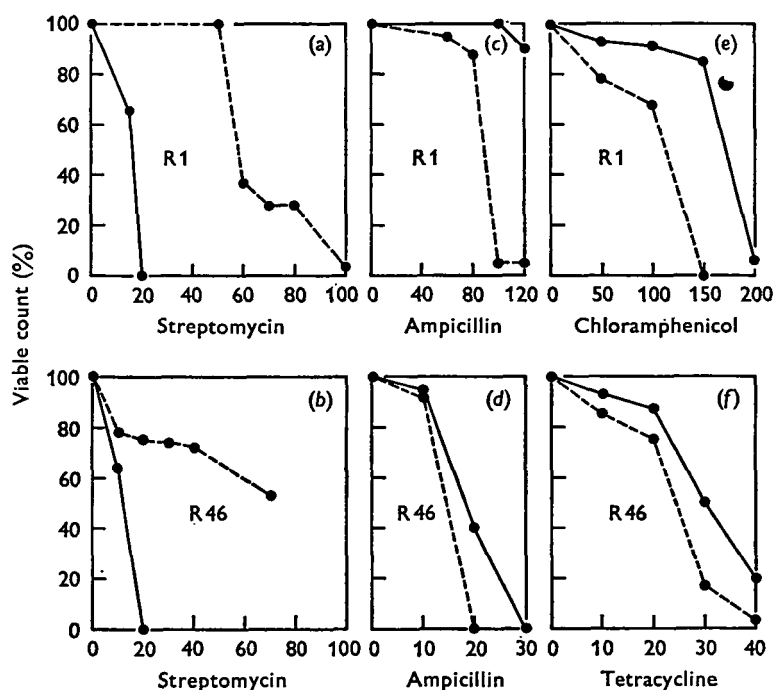 Viable count (%)
(a)
R1
100
80
60
40
20
0
0 20 40 60 80 100
Streptomycin
(c)
R1
0 40 80 120
Ampicillin
(e)
R1
0 50 100 150 200
Chloramphenicol
(b)
R46
100
80
60
40
20
0
0 20 40 60 80 100
Streptomycin
(d)
R46
0 10 20 30
Ampicillin
(f)
R46
0 10 20 30 40
Tetracycline